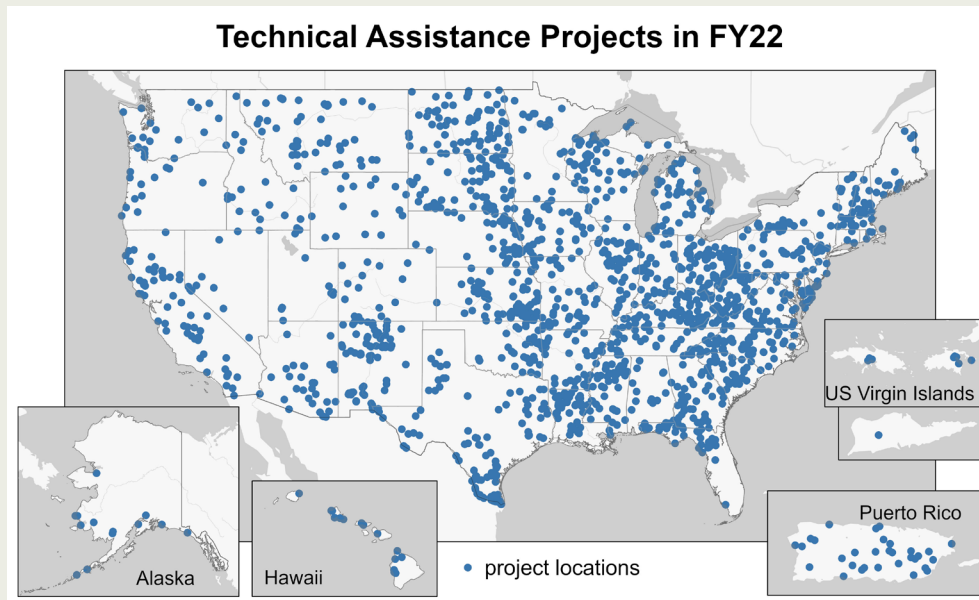 Technical Assistance Projects in FY22
US Virgin Islands
Puerto Rico
Alaska
Hawaii
project locations